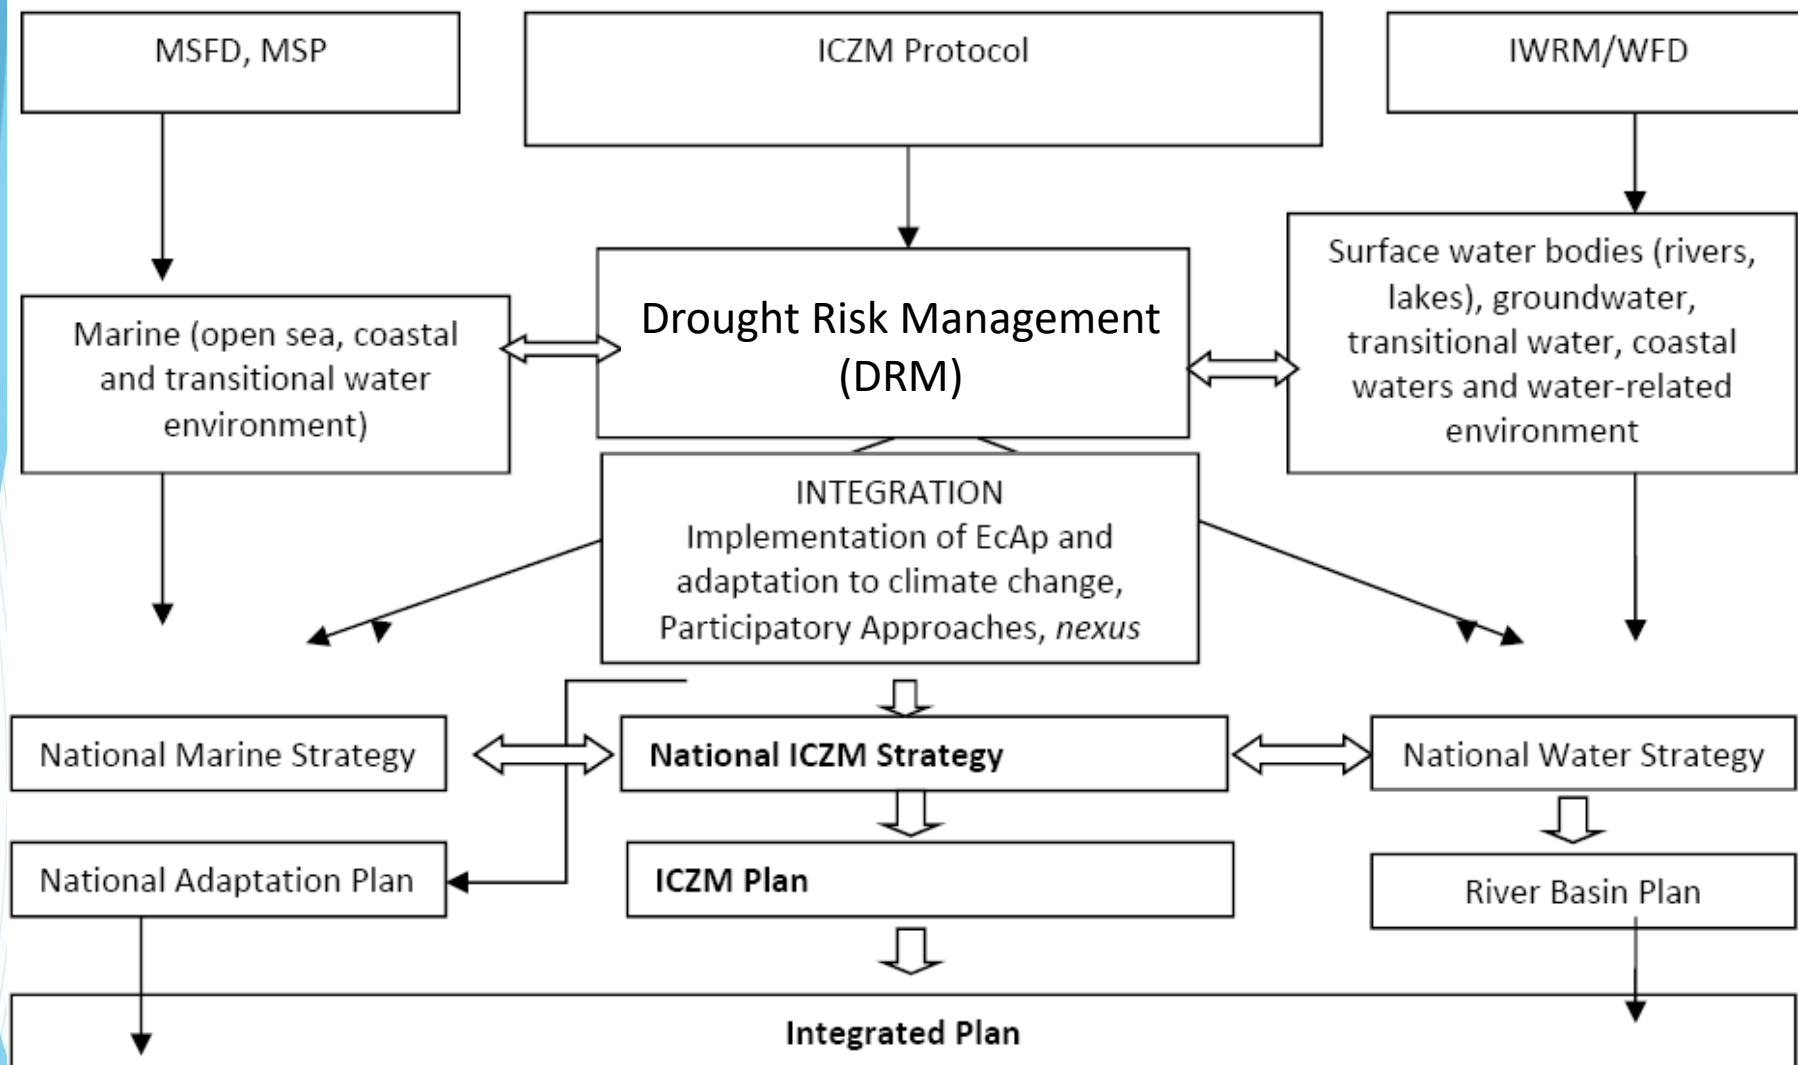 MSFD, MSP
ICZM Protocol
IWRM/WFD
Marine (open sea, coastal
and transitional water
environment)
Drought Risk Management
(DRM)
Surface water bodies (rivers,
lakes), groundwater,
transitional water, coastal
waters and water-related
environment
INTEGRATION
Implementation of EcAp and
adaptation to climate change,
Participatory Approaches, nexus
National Marine Strategy
National ICZM Strategy
National Water Strategy
National Adaptation Plan
ICZM Plan
River Basin Plan
Integrated Plan